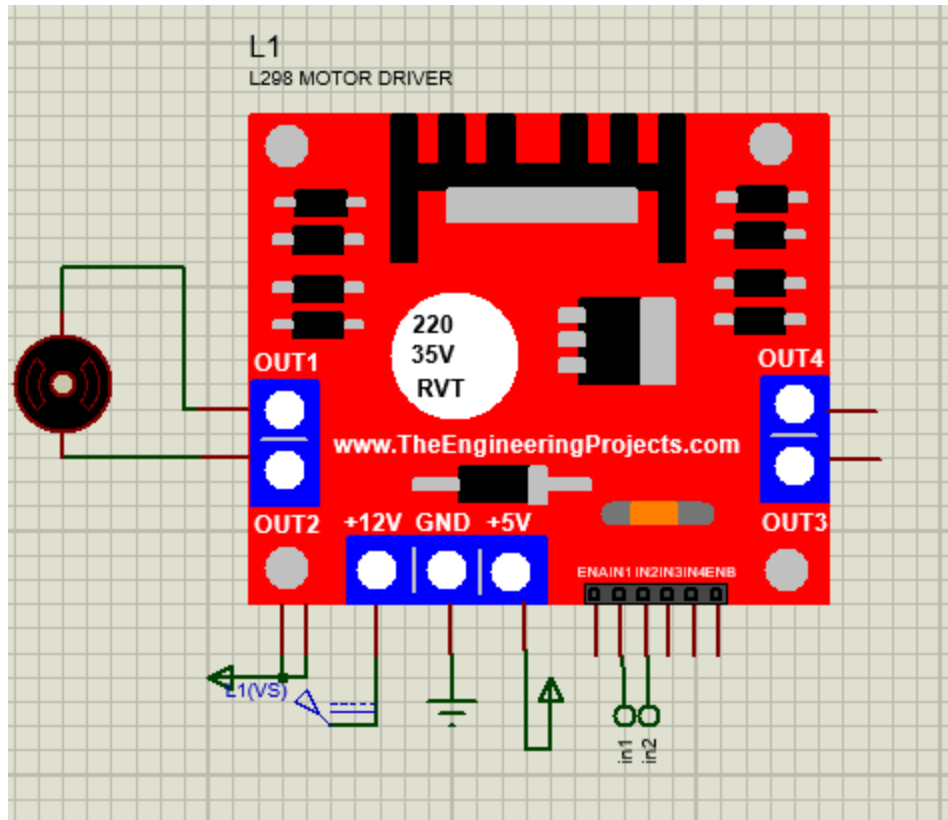 L1
L298 MOTOR DRIVER
220
35V
RVT
OUT1
OUT4
www.TheEngineeringProjects.com
OUT2
+12V GND +5V
OUT3
ENAIN1 IN2IN3IN4ENB
L1(VS)
in1
in2